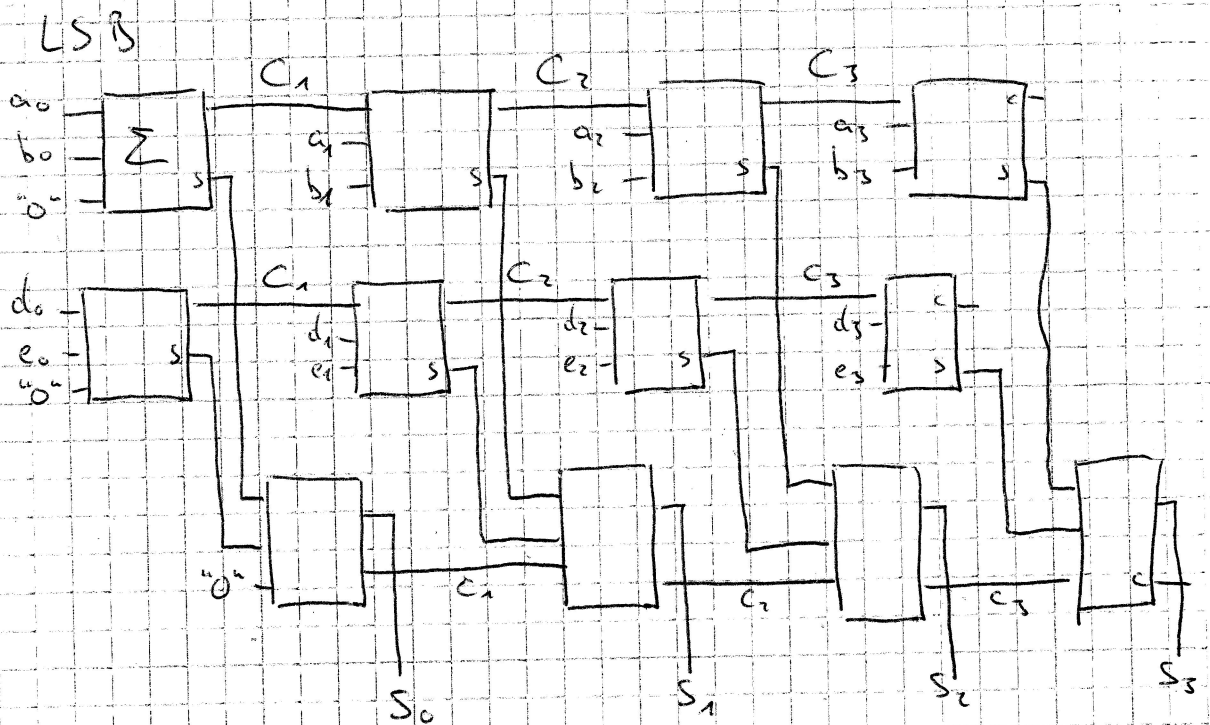 LSB
C1 C2 C3
a0 a1 a2 a3 c
b0 Σ b1 b2 b3
"0" s s s s
C1 C2 C3
d0 d1 d2 d3 c
e0 s e1 s e2 s e3 s
"0"
"0" c1 c2 c3 c
S0 S1 S2 S3